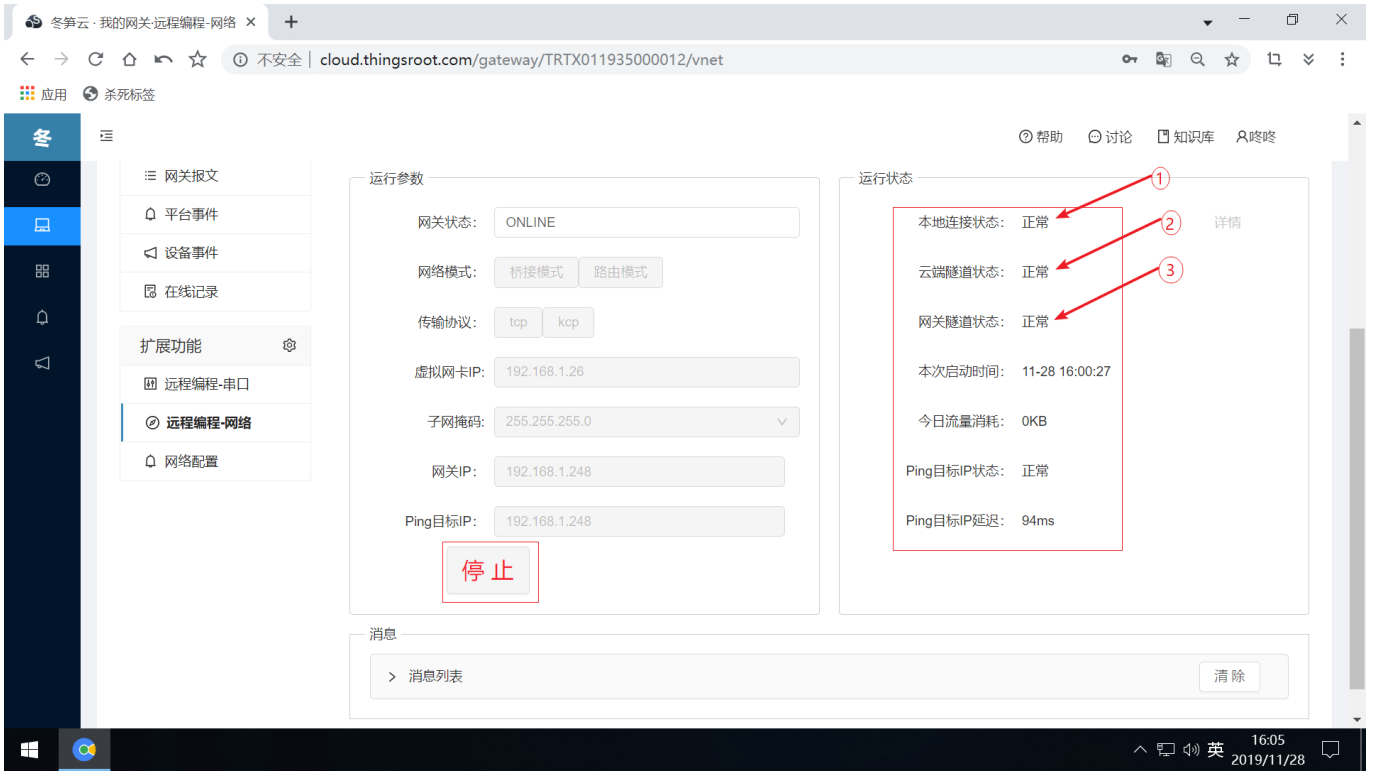 冬笋云·我的网关·远程编程-网络
不安全 | cloud.thingsroot.com/gateway/TRTX011935000012/vnet
应用 杀死标签
冬
帮助 讨论 知识库 咚咚
网关报文
平台事件
设备事件
在线记录
扩展功能
远程编程-串口
远程编程-网络
网络配置
运行参数
网关状态: ONLINE
网络模式: 桥接模式 路由模式
传输协议: tcp kcp
虚拟网卡IP: 192.168.1.26
子网掩码: 255.255.255.0
网关IP: 192.168.1.248
Ping目标IP: 192.168.1.248
停 止
运行状态
①
本地连接状态: 正常 ② 详情
云端隧道状态: 正常 ③
网关隧道状态: 正常
本次启动时间: 11-28 16:00:27
今日流量消耗: 0KB
Ping目标IP状态: 正常
Ping目标IP延迟: 94ms
消息
消息列表
清 除
英
16:05
2019/11/28